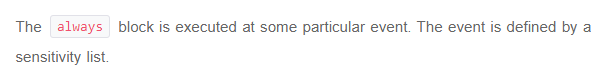 The always block is executed at some particular event. The event is defined by a
sensitivity list.